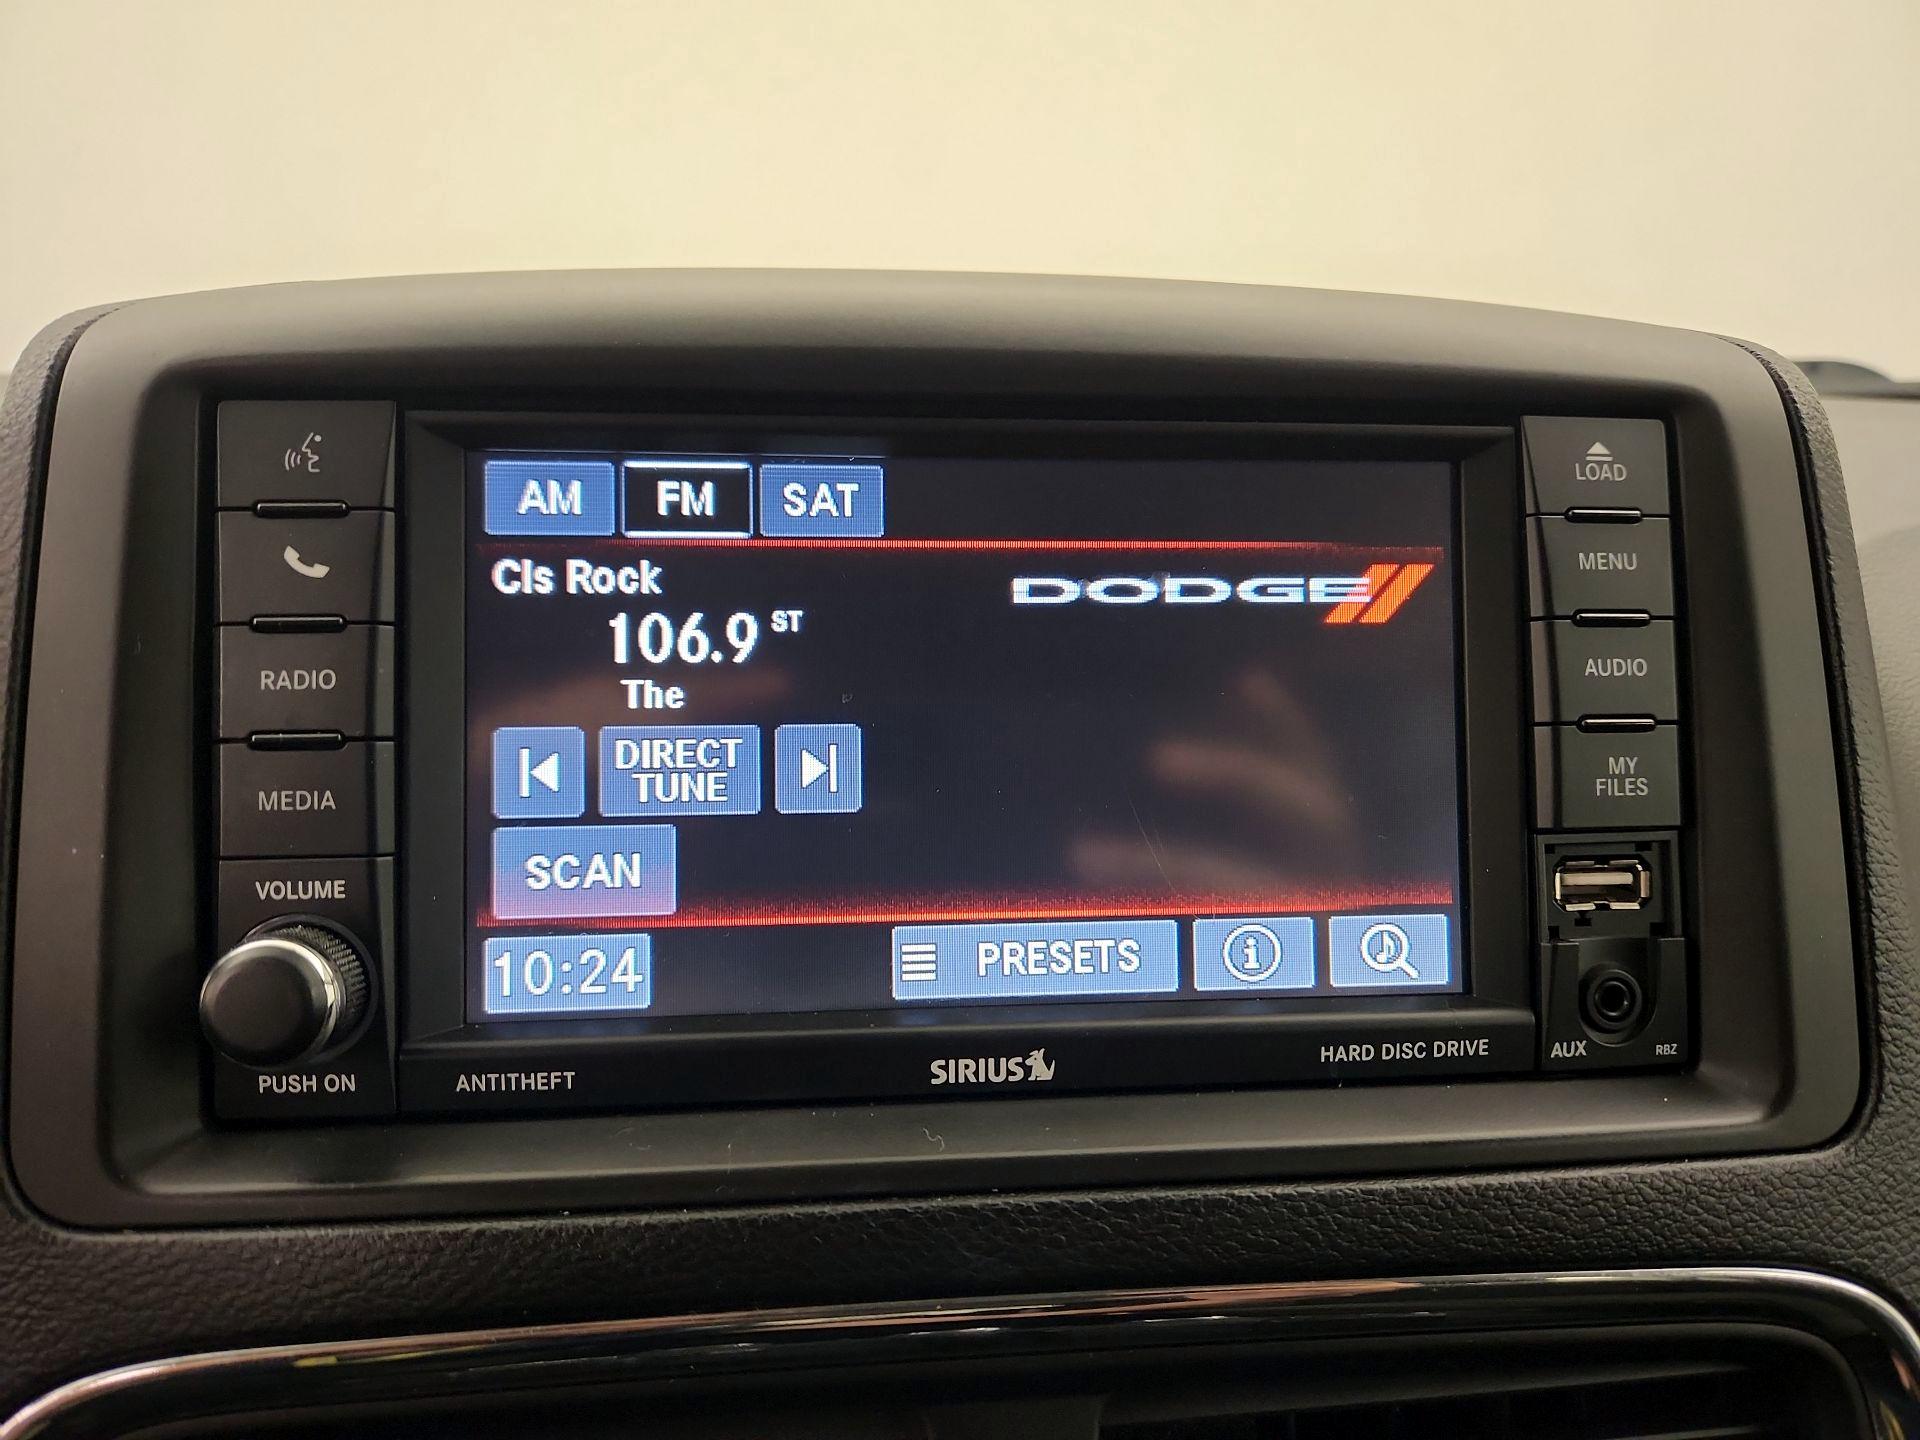 AM FM SAT
Cls Rock
DODGE
106.9 ST
The
DIRECT
TUNE
SCAN
10:24
PRESETS
RADIO
MEDIA
VOLUME
PUSH ON
LOAD
MENU
AUDIO
MY
FILES
AUX
RBZ
ANTITHEFT
SIRIUS
HARD DISC DRIVE